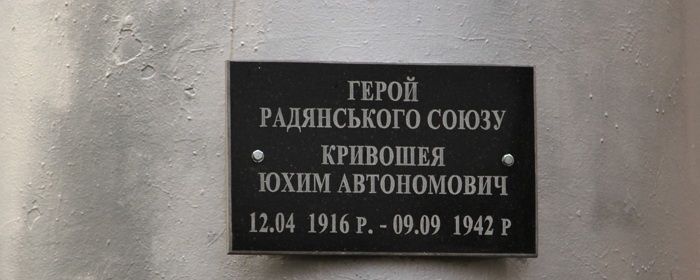 ГЕРОЙ
РАДЯНСЬКОГО СОЮЗУ
КРИВОШЕЯ
ЮХИМ АВТОНОМОВИЧ
12.04 1916 Р. - 09.09 1942 Р